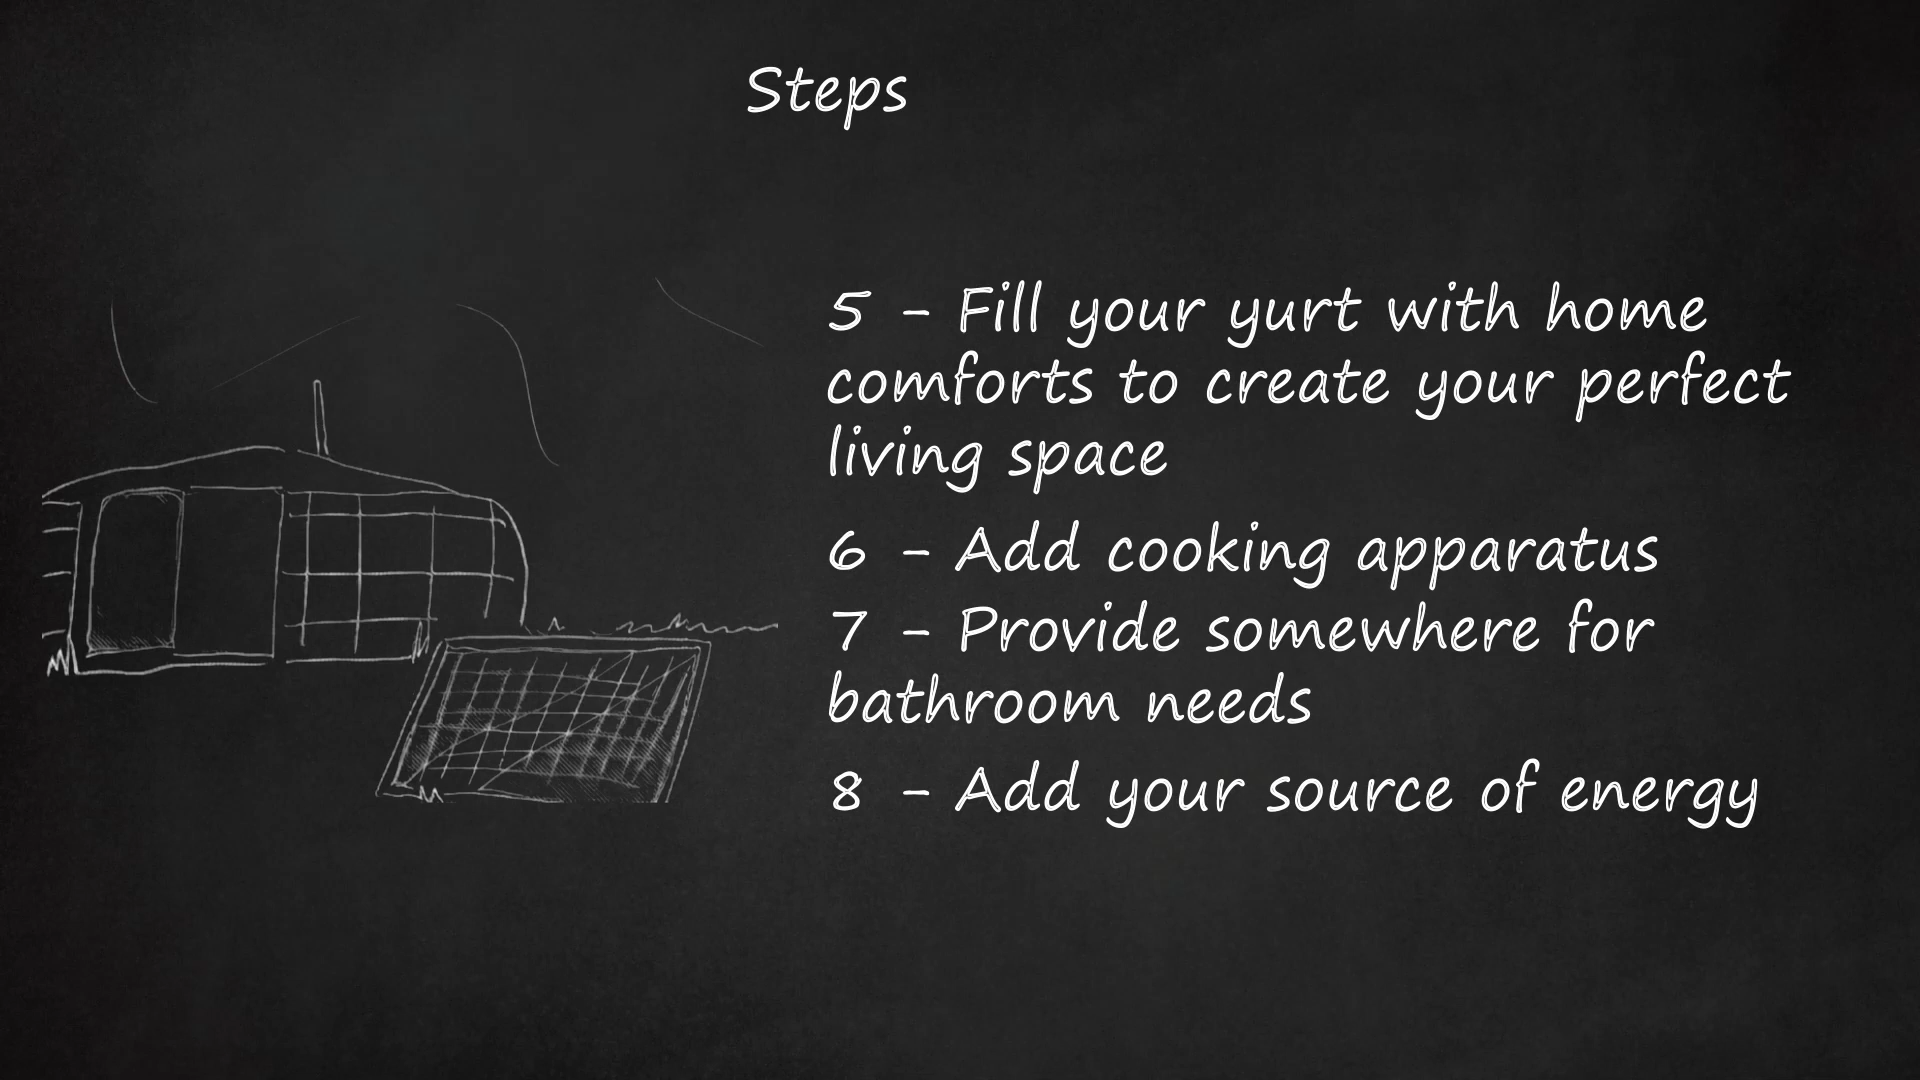 Steps
5 - Fill your yurt with home
comforts to create your perfect
living space
6 - Add cooking apparatus
7 - Provide somewhere for
bathroom needs
8 - Add your source of energy